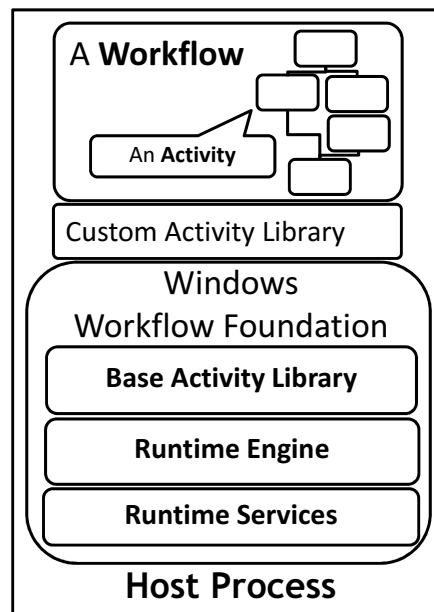 A Workflow
An Activity
Custom Activity Library
Windows
Workflow Foundation
Base Activity Library
Runtime Engine
Runtime Services
Host Process